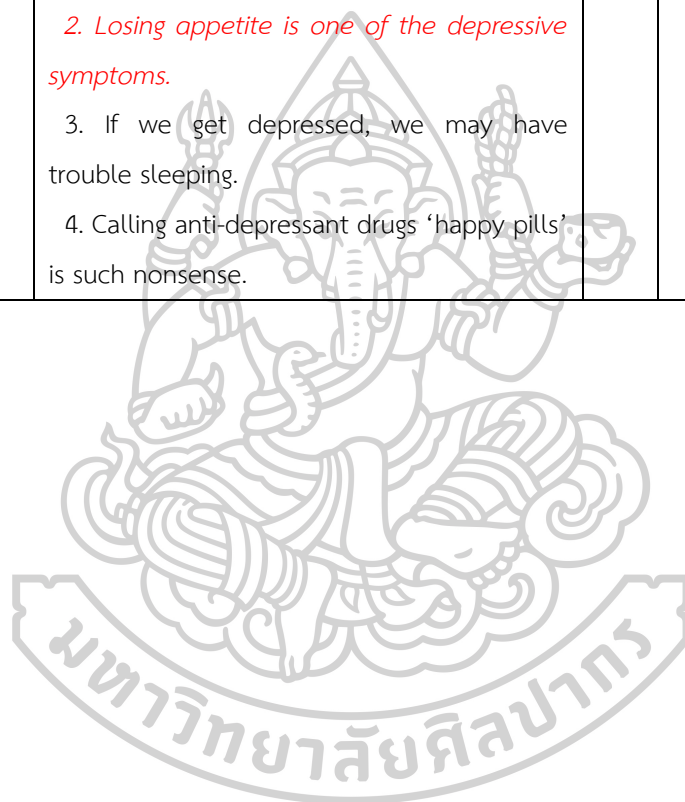 2. Losing appetite is one of the depressive
symptoms.
3. If we get depressed, we may have
trouble sleeping.
4. Calling anti-depressant drugs ‘happy pills’
is such nonsense.
มหาวิทยาลัยศิลปากร